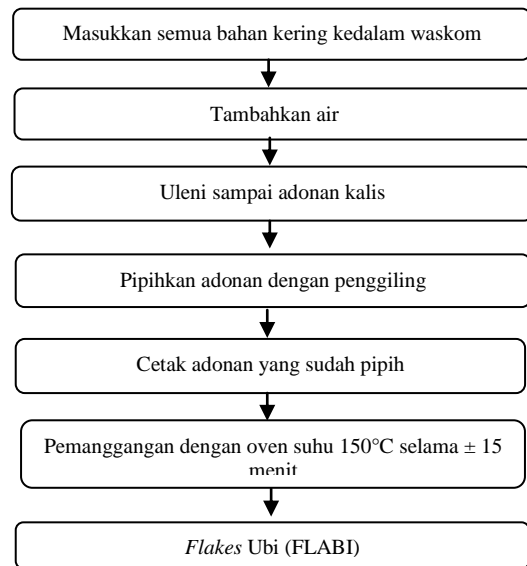 Masukkan semua bahan kering kedalam waskom
Tambahkan air
Uleni sampai adonan kalis
Pipihkan adonan dengan penggiling
Cetak adonan yang sudah pipih
Pemanggangan dengan oven suhu 150°C selama ± 15
menit
Flakes Ubi (FLABI)